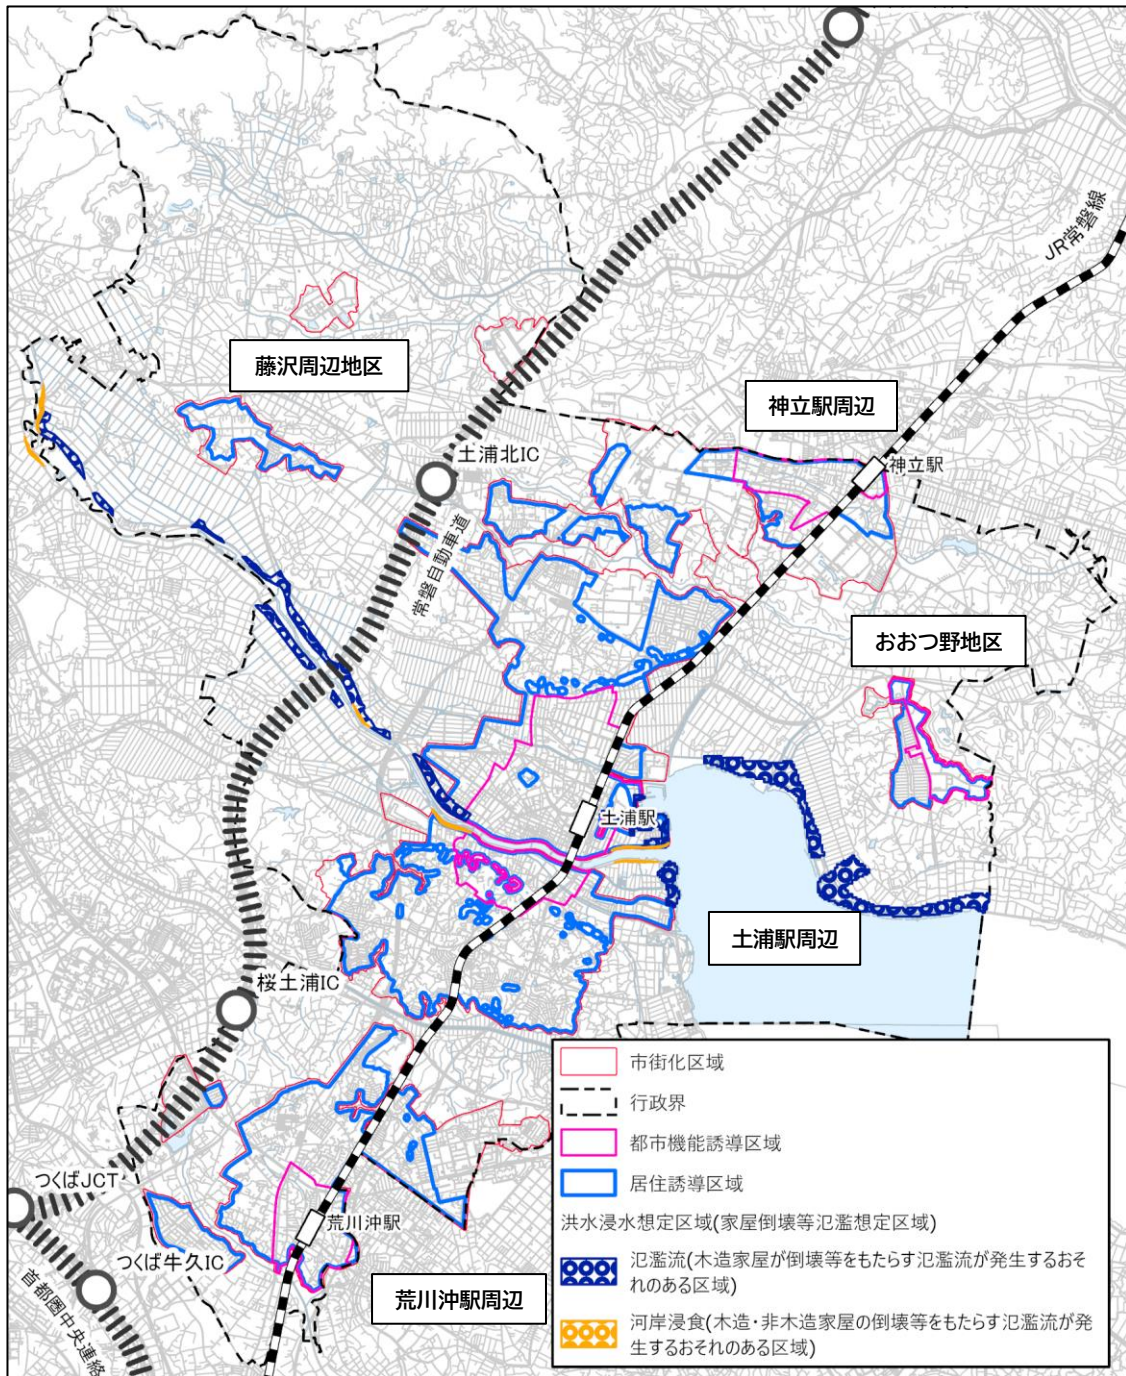 JR常磐線
藤沢周辺地区
神立駅周辺
土浦北IC
神立駅
常磐自動車道
おおつ野地区
土浦駅
土浦駅周辺
桜土浦IC
つくばJCT
つくば牛久IC
首都圏中央連絡
荒川沖駅
荒川沖駅周辺
市街化区域
行政界
都市機能誘導区域
居住誘導区域
洪水浸水想定区域(家屋倒壊等氾濫想定区域)
氾濫流(木造家屋が倒壊等をもたらす氾濫流が発生するおそ
れのある区域)
河岸浸食(木造・非木造家屋の倒壊等をもたらす氾濫流が発
生するおそれのある区域)